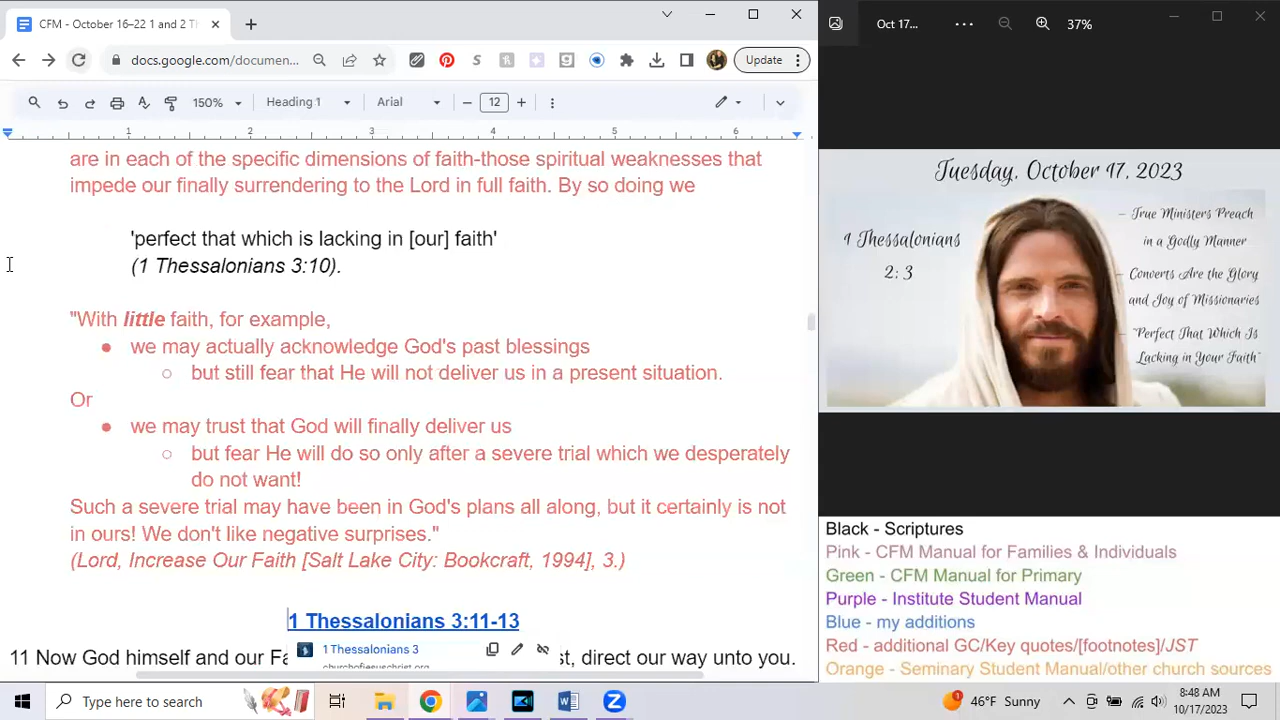 CFM - October 16–22 1 and 2 Th
docs.google.com/documen...
Update
150%
Heading 1
Arial
12
1 2 3 4 5 6
are in each of the specific dimensions of faith-those spiritual weaknesses that
impede our finally surrendering to the Lord in full faith. By so doing we
'perfect that which is lacking in [our] faith'
(1 Thessalonians 3:10).
"With little faith, for example,
● we may actually acknowledge God's past blessings
○ but still fear that He will not deliver us in a present situation.
Or
● we may trust that God will finally deliver us
○ but fear He will do so only after a severe trial which we desperately
do not want!
Such a severe trial may have been in God's plans all along, but it certainly is not
in ours! We don't like negative surprises."
(Lord, Increase Our Faith [Salt Lake City: Bookcraft, 1994], 3.)
1 Thessalonians 3:11-13
1 Thessalonians 3
churchofjesuschrist.org
11 Now God himself and our Fa st, direct our way unto you.
Oct 17...
37%
Tuesday, October 17, 2023
1 Thessalonians
2; 3
– True Ministers Preach
in a Godly Manner
– Converts Are the Glory
and Joy of Missionaries
– "Perfect That Which Is
Lacking in Your Faith"
Black - Scriptures
Pink - CFM Manual for Families & Individuals
Green - CFM Manual for Primary
Purple - Institute Student Manual
Blue - my additions
Red - additional GC/Key quotes/[footnotes]/JST
Orange - Seminary Student Manual/other church sources
Type here to search
1
46°F Sunny
8:48 AM
10/17/2023